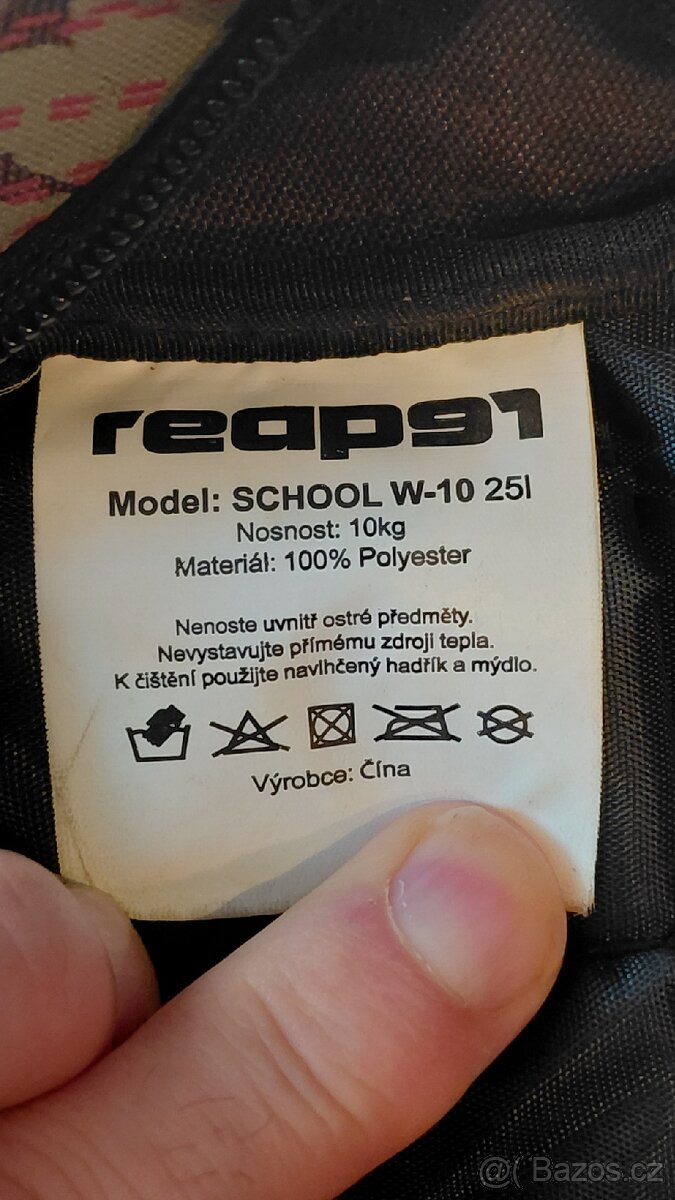 reap91
Model: SCHOOL W-10 25l
Nosnost: 10kg
Materiál: 100% Polyester
Nenoste uvnitř ostré předměty.
Nevystavujte přímému zdroji tepla.
K čištění použijte navlhčený hadřík a mýdlo.
Výrobce: Čína
@( Bazos.cz